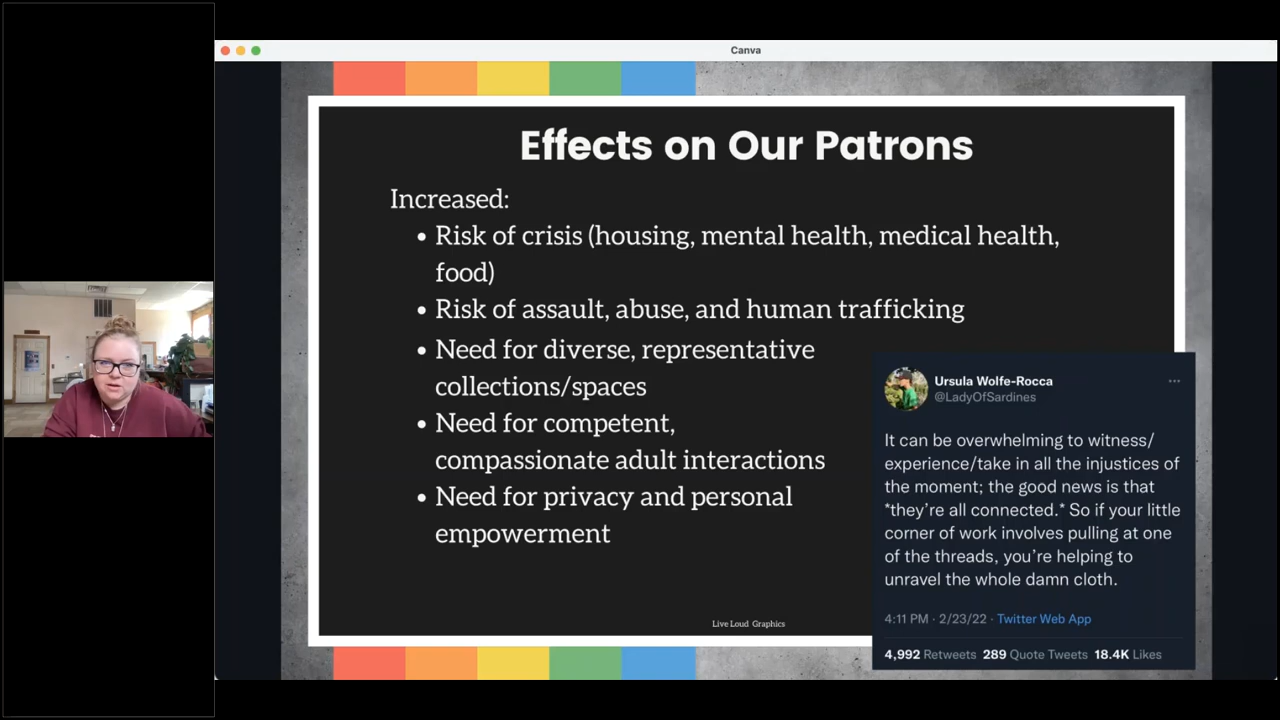 Canva
Effects on Our Patrons
Increased:
• Risk of crisis (housing, mental health, medical health,
food)
• Risk of assault, abuse, and human trafficking
• Need for diverse, representative
collections/spaces
• Need for competent,
compassionate adult interactions
• Need for privacy and personal
empowerment
Live Loud Graphics
Ursula Wolfe-Rocca
@LadyOfSardines
It can be overwhelming to witness/
experience/take in all the injustices of
the moment; the good news is that
*they're all connected.* So if your little
corner of work involves pulling at one
of the threads, you're helping to
unravel the whole damn cloth.
4:11 PM · 2/23/22 · Twitter Web App
4,992 Retweets 289 Quote Tweets 18.4K Likes